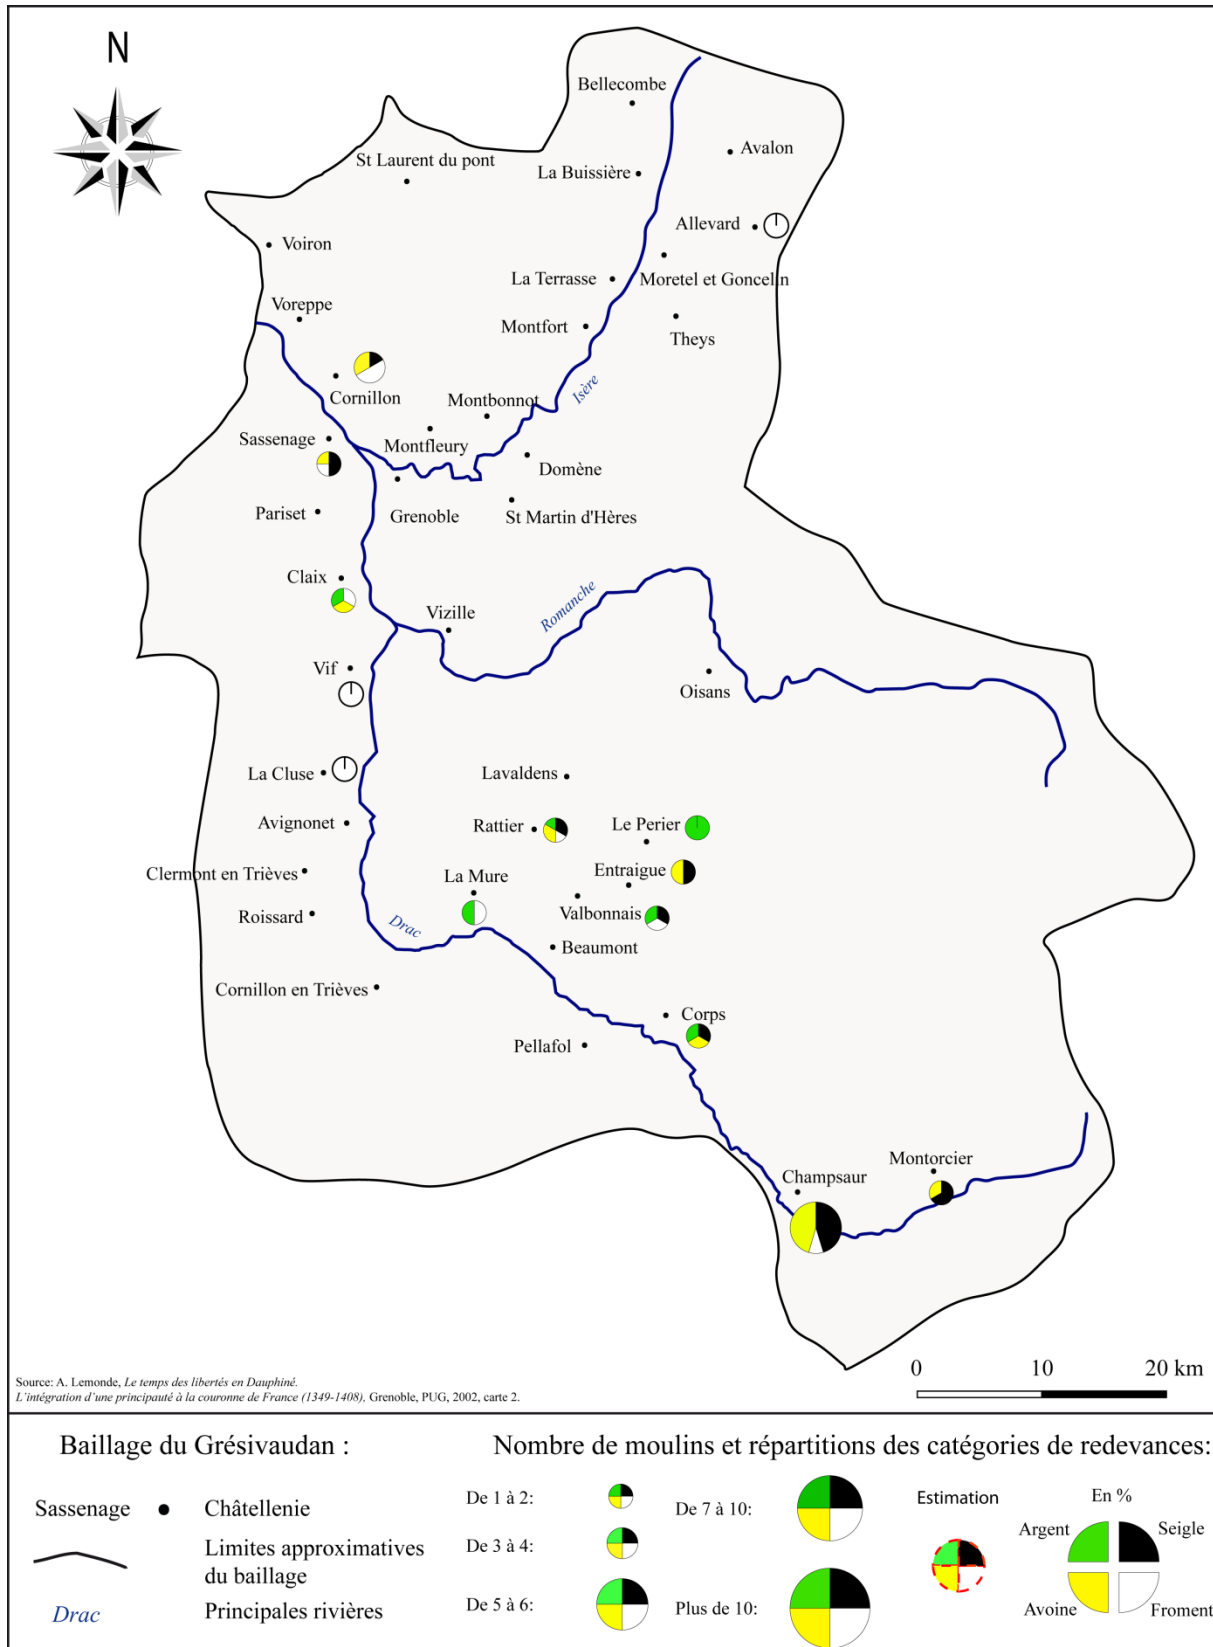 N
Bellecombe
Avalon
St Laurent du pont
La Buissière
Allevard
Voiron
La Terrasse
Moretel et Goncelin
Voreppe
Montfort
Theys
Isère
Cornillon
Montbonnot
Sassenage
Montfleury
Domène
Pariset
Grenoble
St Martin d'Hères
Claix
Romanche
Vizille
Vif
Oisans
La Cluse
Lavaldens
Avignonet
Rattier
Le Perier
Clermont en Trièves
La Mure
Entraigue
Roissard
Drac
Valbonnais
Beaumont
Cornillon en Trièves
Corps
Pellafol
Champsaur
Montorcier
0 10 20 km
Source: A. Lemonde, Le temps des libertés en Dauphiné.
L'intégration d'une principauté à la couronne de France (1349-1408), Grenoble, PUG, 2002, carte 2.
Baillage du Grésivaudan :
Sassenage
Châtellenie
Limites approximatives
du baillage
Drac
Principales rivières
Nombre de moulins et répartitions des catégories de redevances:
De 1 à 2:
De 3 à 4:
De 5 à 6:
De 7 à 10:
Plus de 10:
Estimation
En %
Argent
Seigle
Avoine
Froment